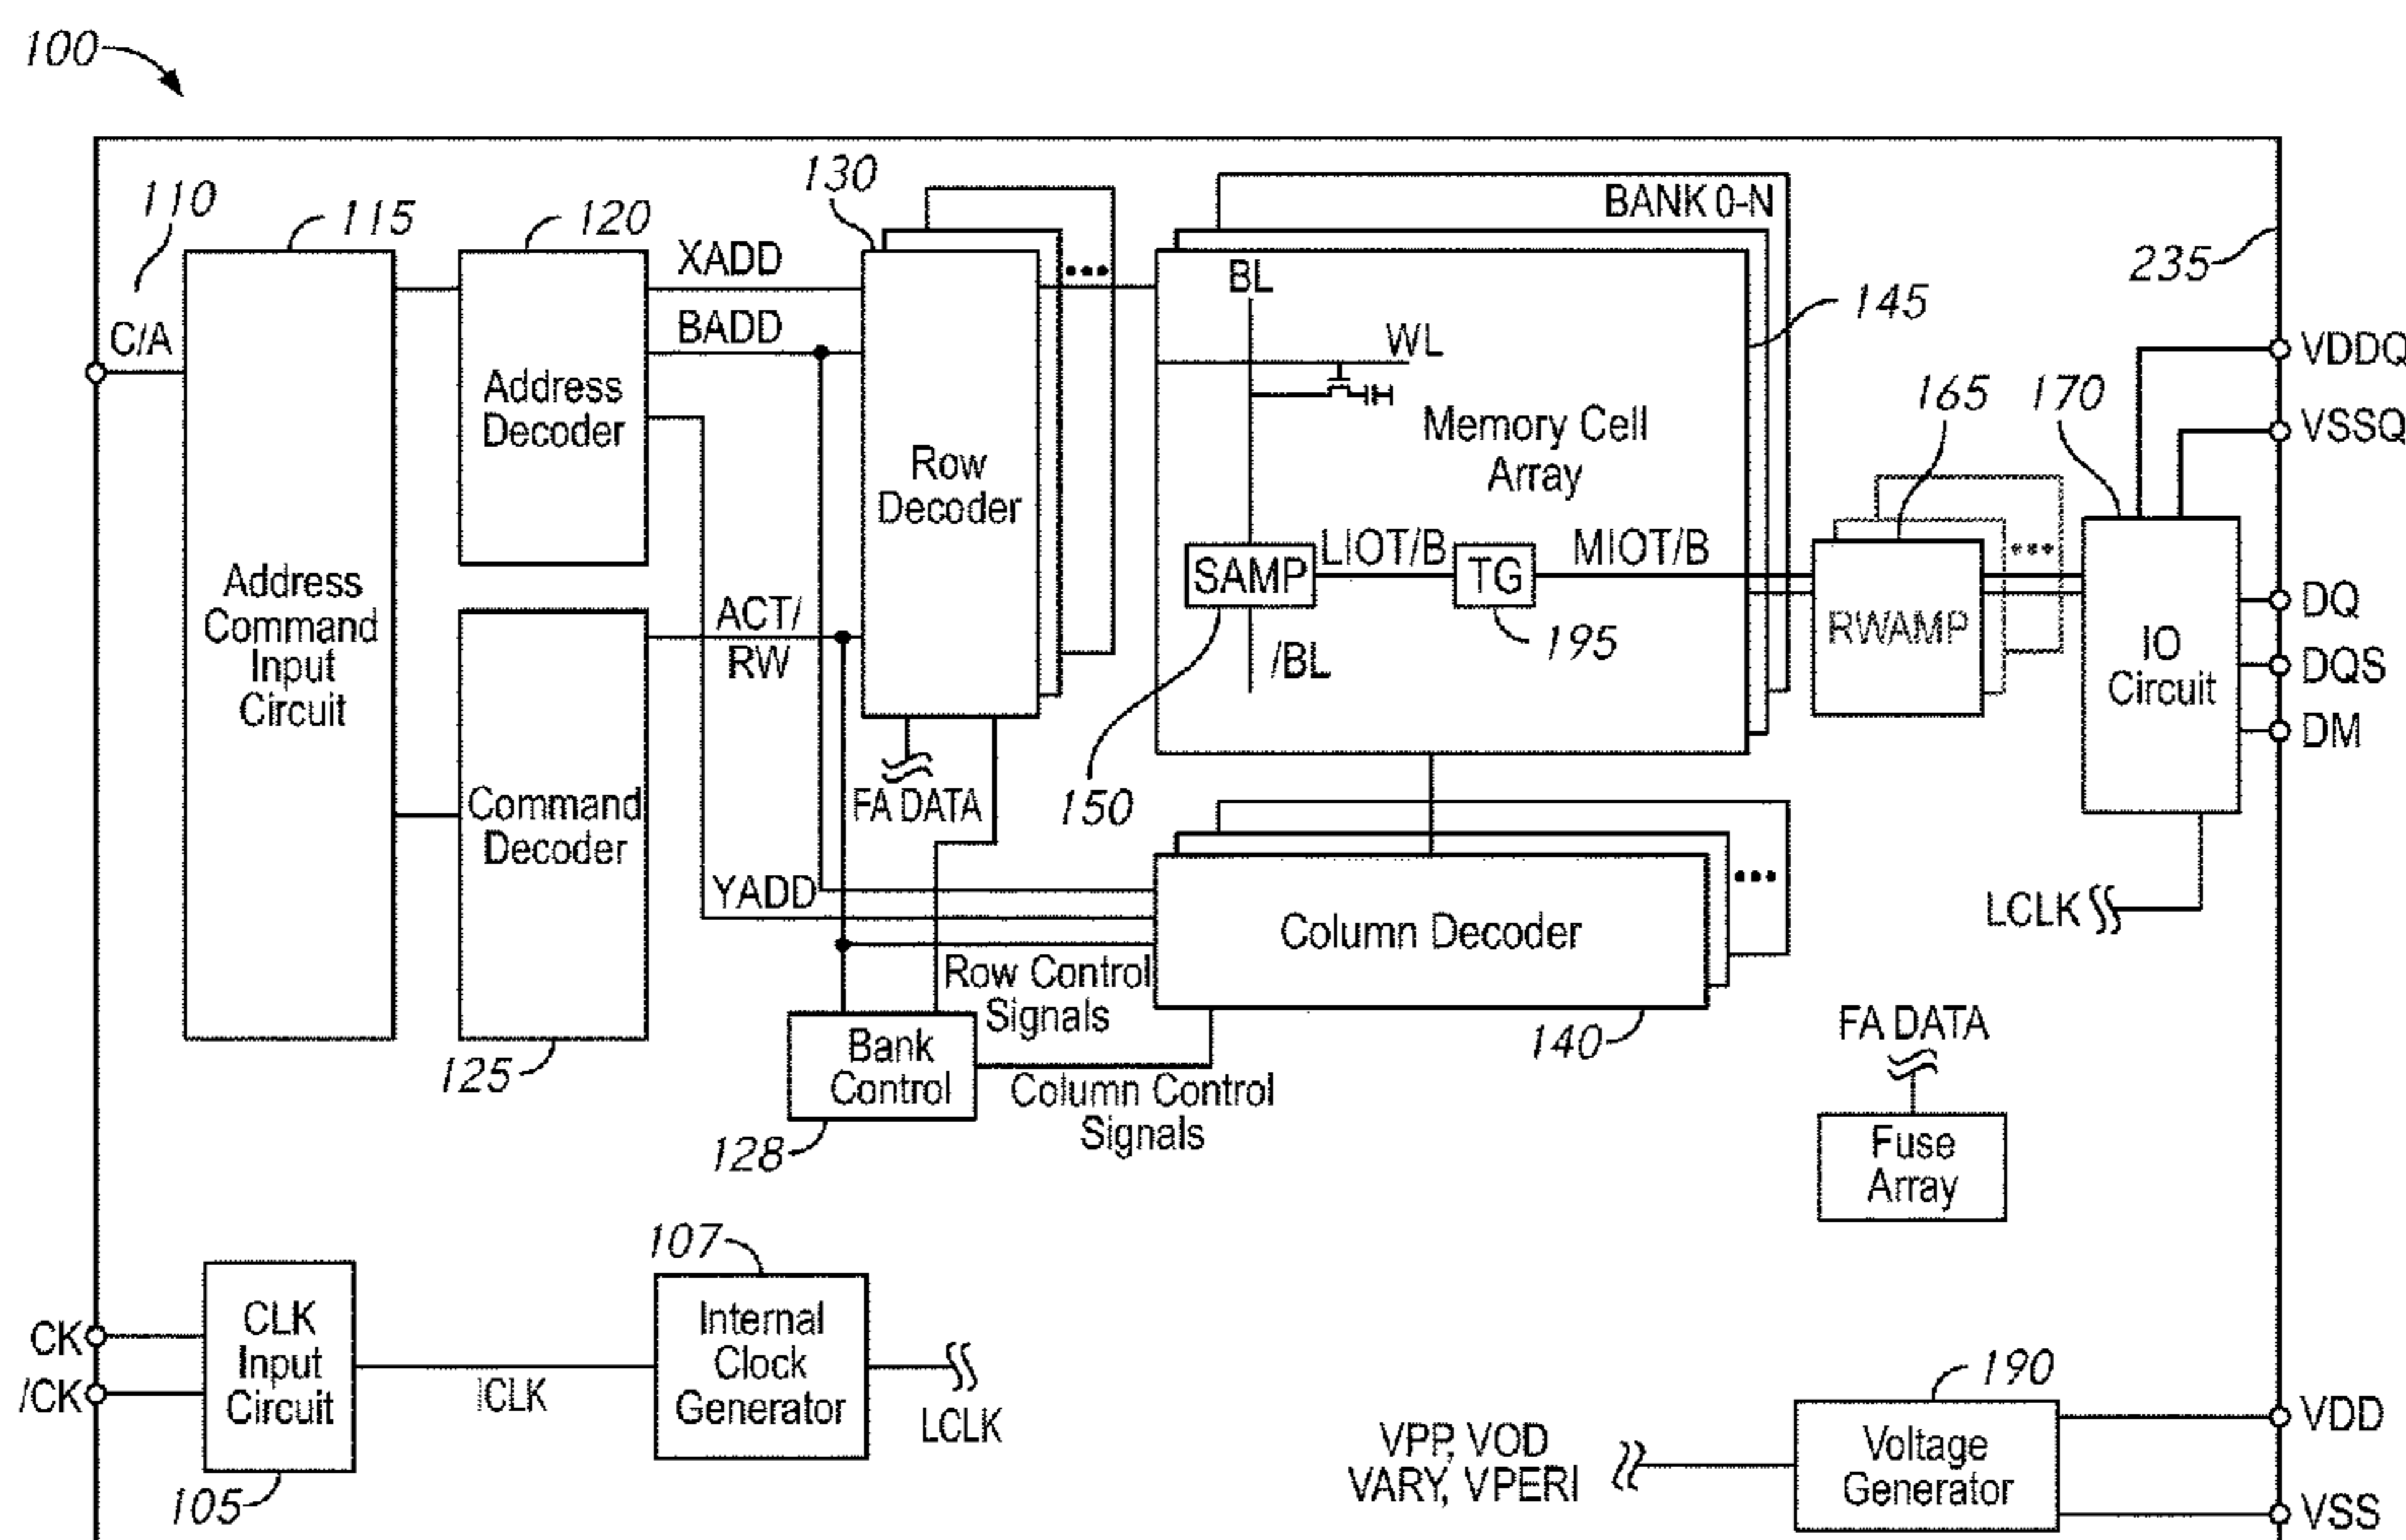 100
110
115
120
130
BANK 0-N
235
C/A
XADD
BADD
BL
WL
145
VDDQ
VSSQ
165
170
Address
Decoder
Row
Decoder
Memory Cell
Array
Address
Command
Input
Circuit
ACT/
RW
SAMP
LIOT/B
TG
MIOT/B
195
/BL
150
RWAMP
IO
Circuit
DQ
DQS
DM
FA DATA
Command
Decoder
125
YADD
Column Decoder
140
LCLK
Row Control
Signals
Bank
Control
128
Column Control
Signals
FA DATA
Fuse
Array
CK
/CK
CLK
Input
Circuit
105
ICLK
107
Internal
Clock
Generator
LCLK
VPP, VOD
VARY, VPERI
190
Voltage
Generator
VDD
VSS